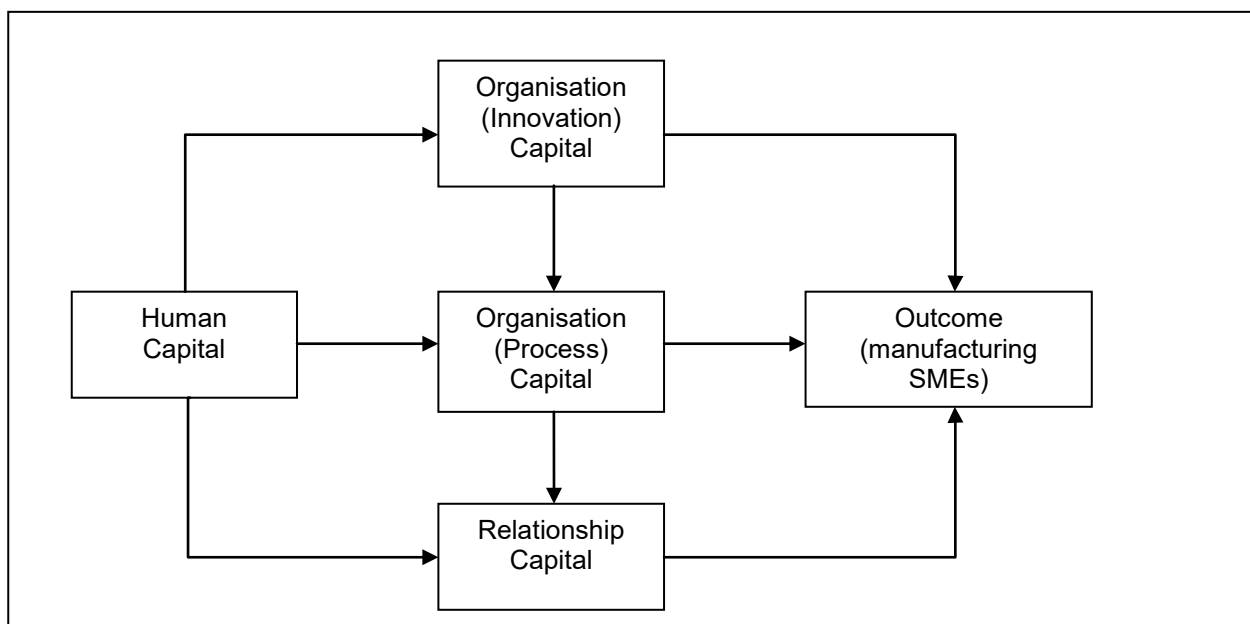 Organisation
(Innovation)
Capital
Human
Capital
Organisation
(Process)
Capital
Outcome
(manufacturing
SMEs)
Relationship
Capital